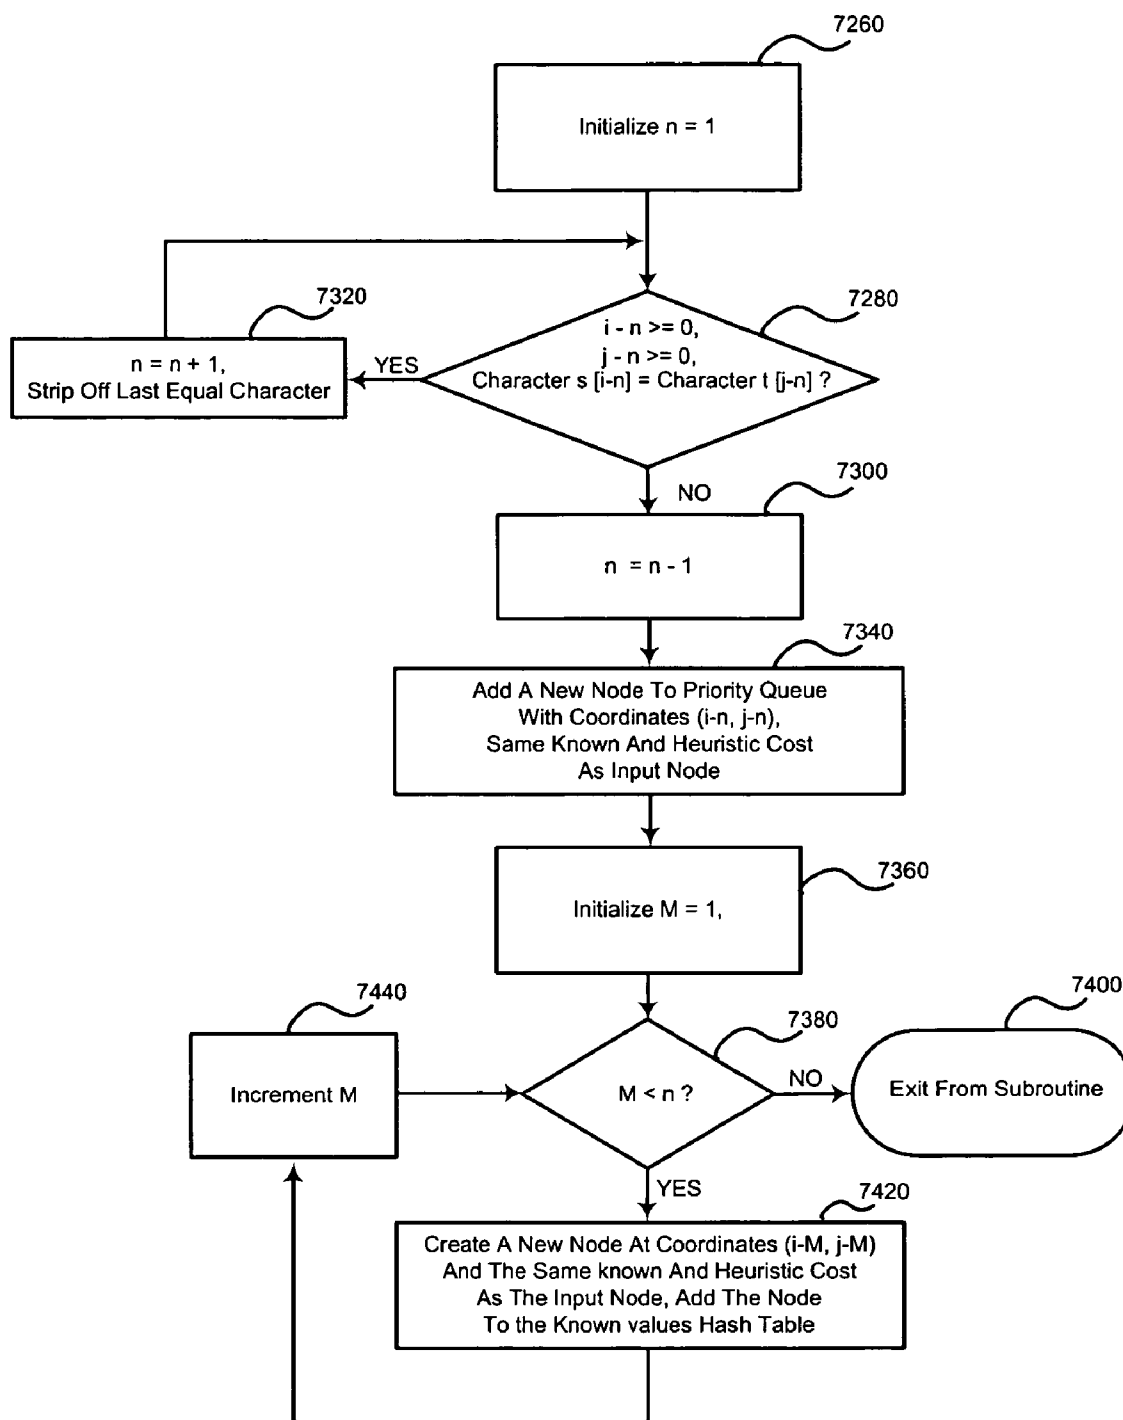 7260
Initialize n = 1
7320
n = n + 1,
Strip Off Last Equal Character
YES
7280
i - n >= 0,
j - n >= 0,
Character s [i-n] = Character t [j-n] ?
NO
7300
n = n - 1
7340
Add A New Node To Priority Queue
With Coordinates (i-n, j-n),
Same Known And Heuristic Cost
As Input Node
7360
Initialize M = 1,
7440
Increment M
7380
M < n ?
NO
7400
Exit From Subroutine
YES
7420
Create A New Node At Coordinates (i-M, j-M)
And The Same known And Heuristic Cost
As The Input Node, Add The Node
To the Known values Hash Table